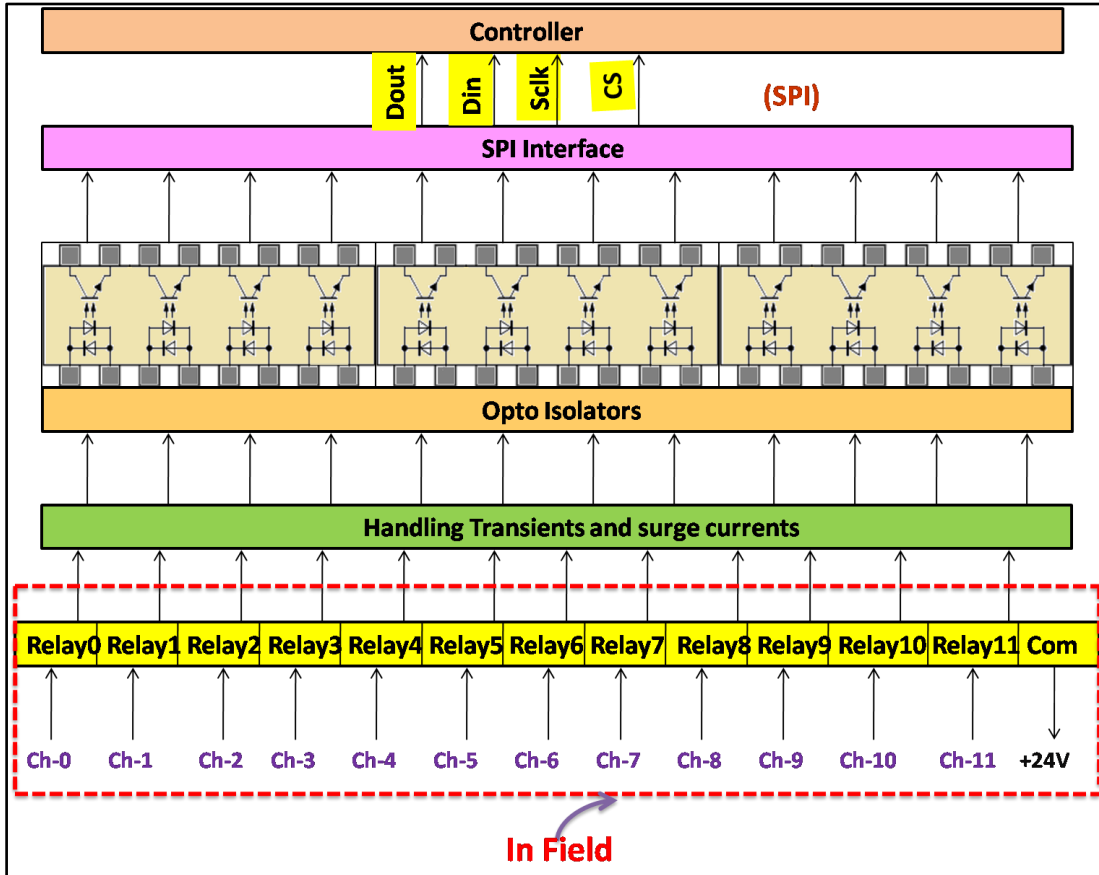 Controller
Dout
Din
Sclk
CS
(SPI)
SPI Interface
Opto Isolators
Handling Transients and surge currents
Relay0 Relay1 Relay2 Relay3 Relay4 Relay5 Relay6 Relay7 Relay8 Relay9 Relay10 Relay11 Com
Ch-0 Ch-1 Ch-2 Ch-3 Ch-4 Ch-5 Ch-6 Ch-7 Ch-8 Ch-9 Ch-10 Ch-11 +24V
In Field